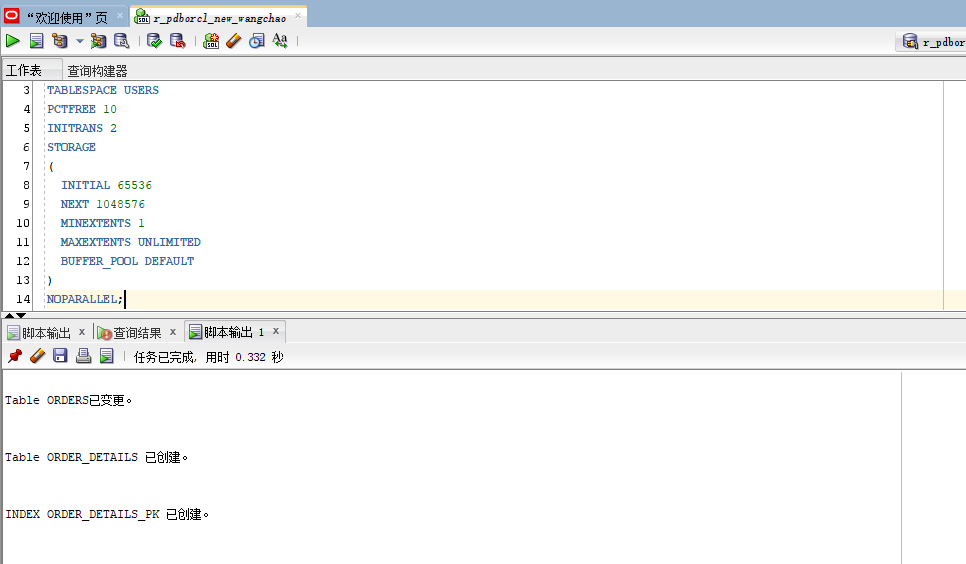 “欢迎使用”页
r_pdborcl_new_wangchao
SQL
SQL
Aa
r_pdbor
工作表
查询构建器
3 TABLESPACE USERS
4 PCTFREE 10
5 INITRANS 2
6 STORAGE
7 (
8 INITIAL 65536
9 NEXT 1048576
10 MINEXTENTS 1
11 MAXEXTENTS UNLIMITED
12 BUFFER_POOL DEFAULT
13 )
14 NOPARALLEL;
脚本输出 x
查询结果 x
脚本输出 1 x
任务已完成, 用时 0.332 秒
Table ORDERS已变更。
Table ORDER_DETAILS 已创建。
INDEX ORDER_DETAILS_PK 已创建。